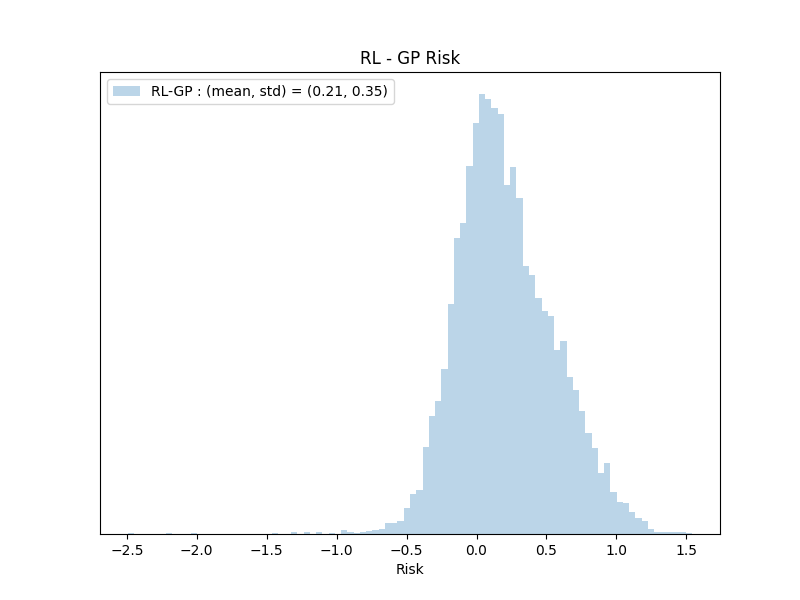 RL - GP Risk
RL-GP : (mean, std) = (0.21, 0.35)
−2.5 −2.0 −1.5 −1.0 −0.5 0.0 0.5 1.0 1.5
Risk